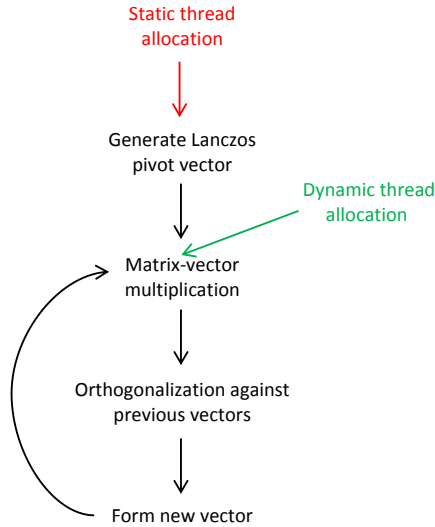 Static thread
allocation
Generate Lanczos
pivot vector
Dynamic thread
allocation
Matrix-vector
multiplication
Orthogonalization against
previous vectors
Form new vector